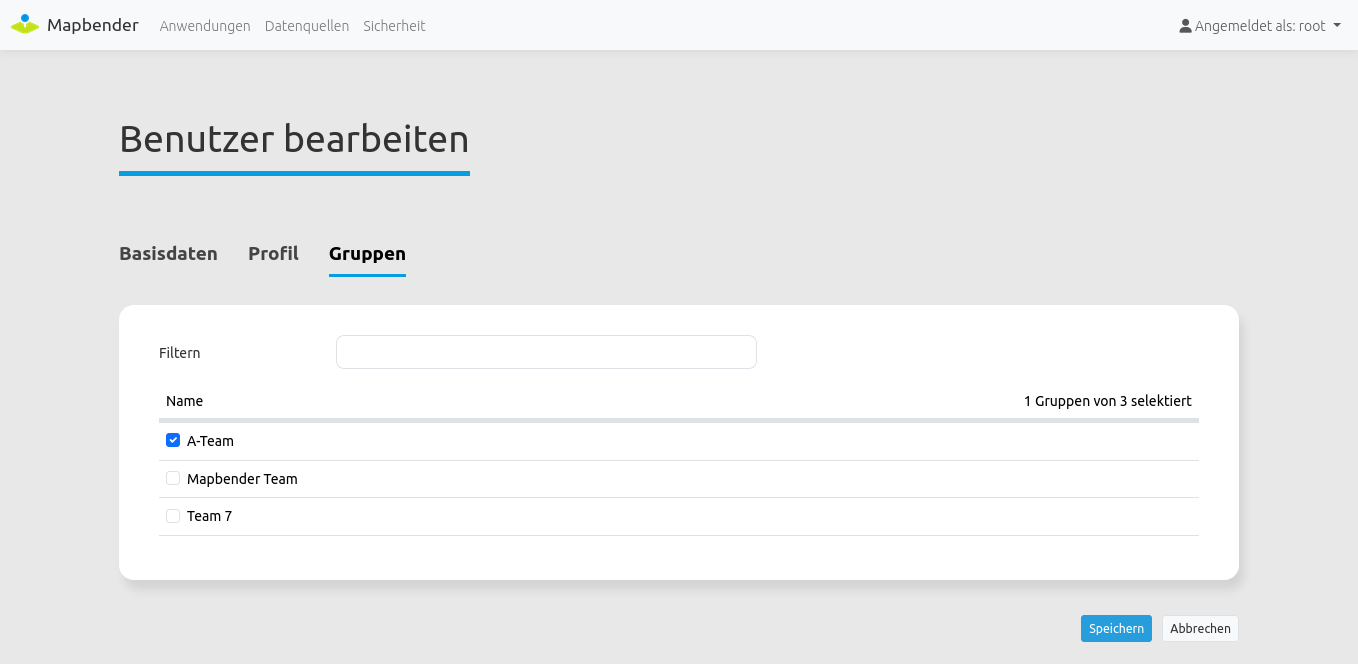 Mapbender Anwendungen Datenquellen Sicherheit Angemeldet als: root
Benutzer bearbeiten
Basisdaten Profil Gruppen
Filtern
Name 1 Gruppen von 3 selektiert
A-Team
Mapbender Team
Team 7
Speichern Abbrechen